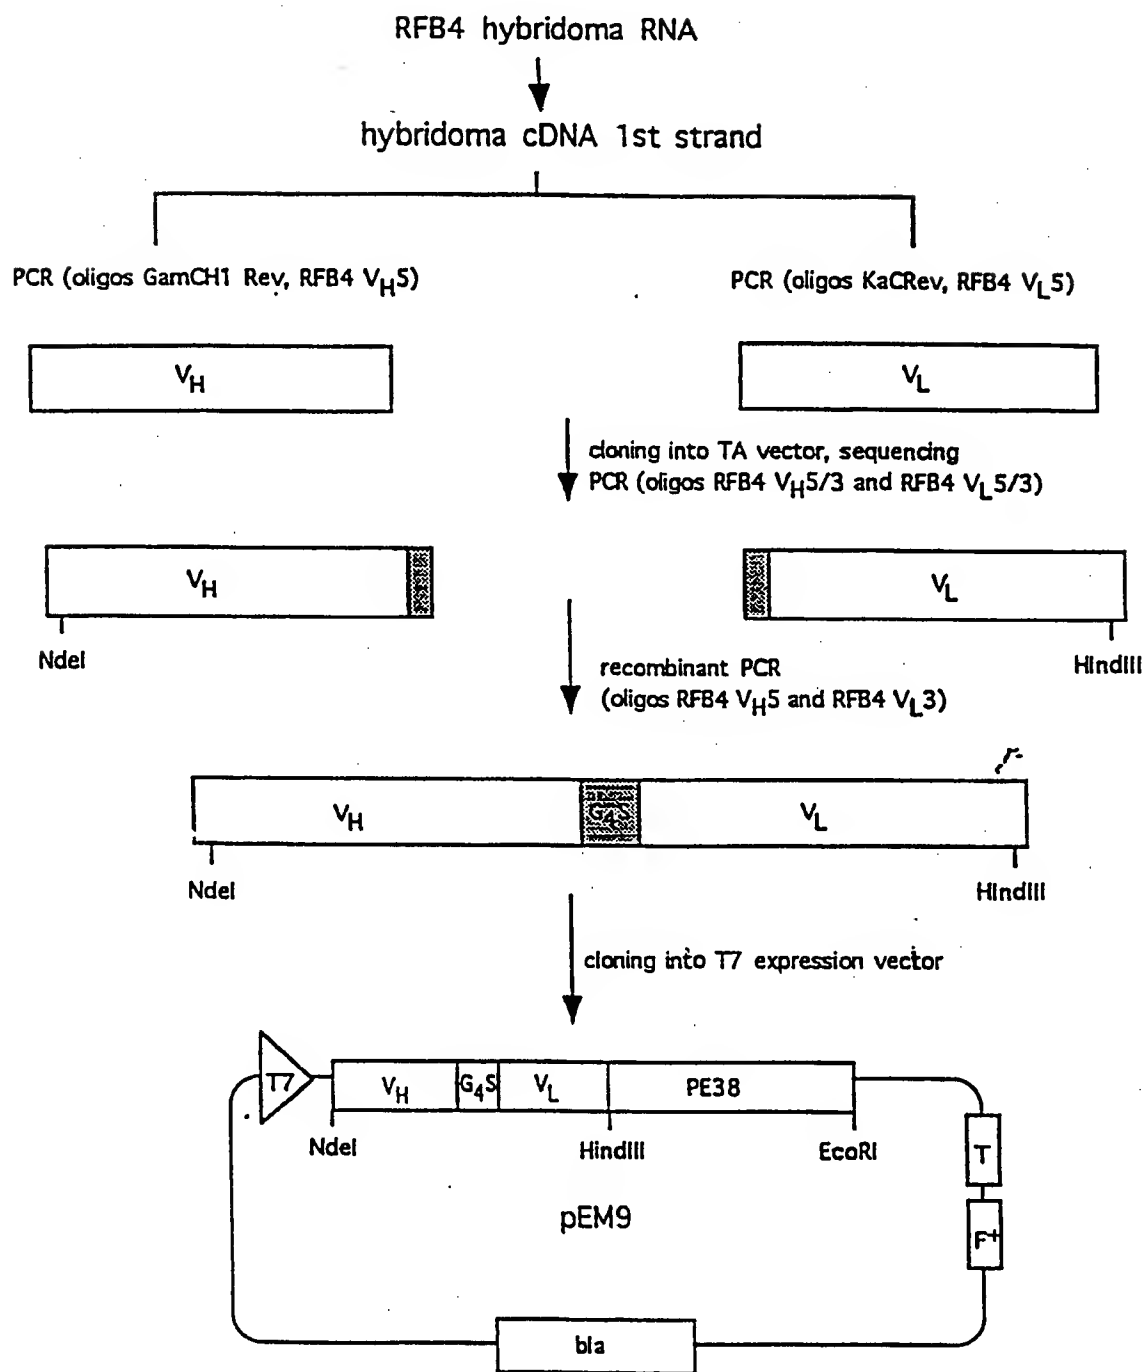 RFB4 hybridoma RNA
hybridoma cDNA 1st strand
PCR (oligos GamCH1 Rev, RFB4 VH5)
PCR (oligos KaCRev, RFB4 VL5)
VH
VL
cloning into TA vector, sequencing
PCR (oligos RFB4 VH5/3 and RFB4 VL5/3)
VH
VL
NdeI
HindIII
recombinant PCR
(oligos RFB4 VH5 and RFB4 VL3)
VH
G4S
VL
NdeI
HindIII
cloning into T7 expression vector
T7
VH
G4S
VL
PE38
NdeI
HindIII
EcoRI
T
pEM9
F+
bla